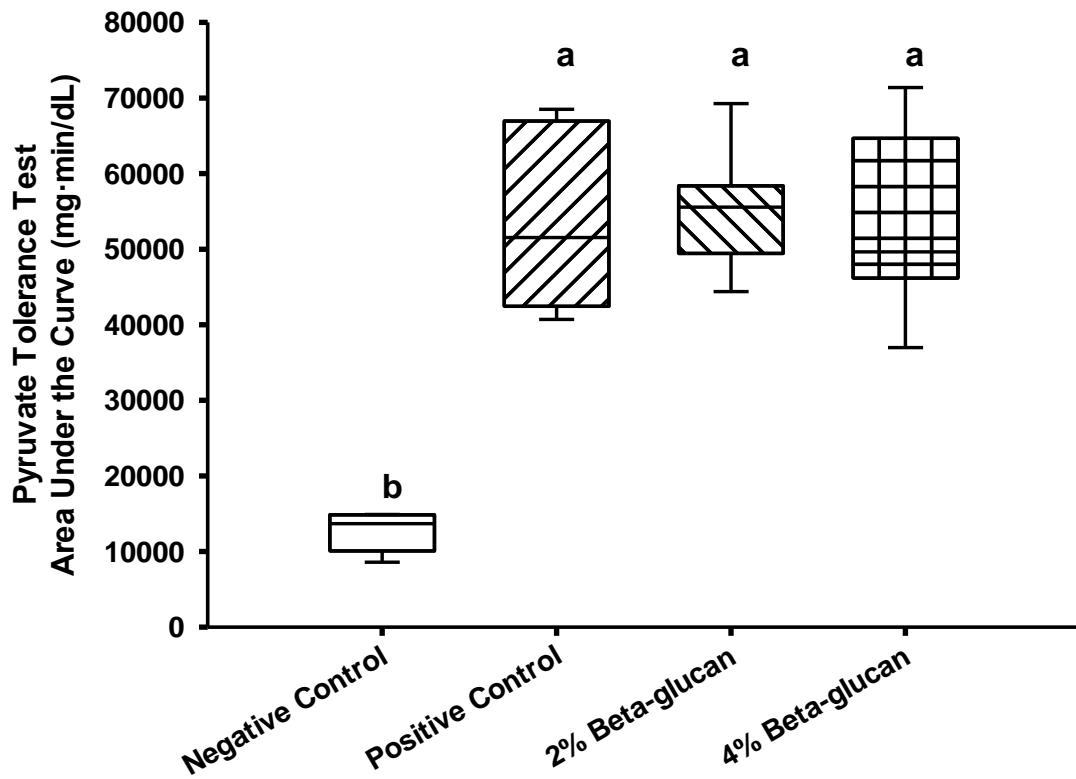 Pyruvate Tolerance Test
Area Under the Curve (mg·min/dL)
80000
70000
60000
50000
40000
30000
20000
10000
0
b
a
a
a
Negative Control
Positive Control
2% Beta-glucan
4% Beta-glucan